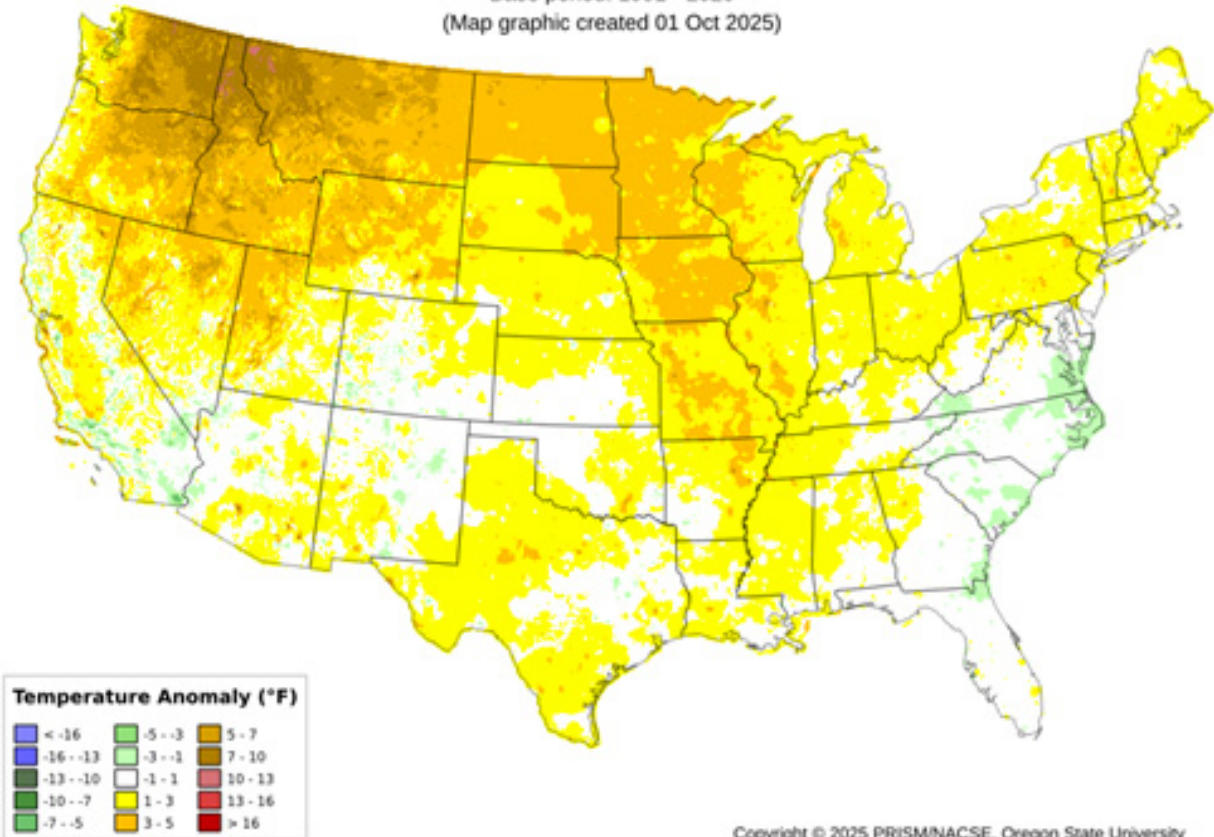 (Map graphic created 01 Oct 2025)
Temperature Anomaly (°F)
< -16
-5 - -3
5 - 7
-16 - -13
-3 - -1
7 - 10
-13 - -10
-1 - 1
10 - 13
-10 - -7
1 - 3
13 - 16
-7 - -5
3 - 5
> 16
Copyright © 2025 PRISM/NACSE, Oregon State University